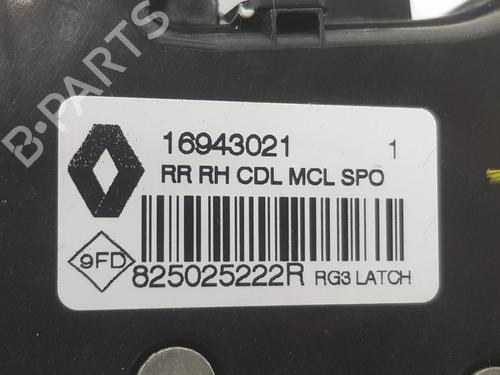 B-PARTS
16943021 1
RR RH CDL MCL SPO
9FD
825025222R RG3 LATCH